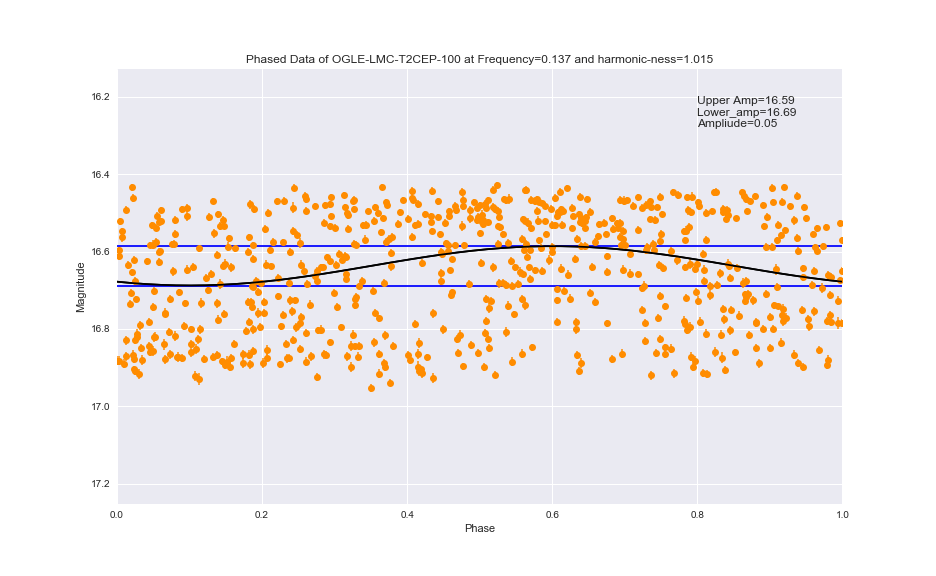 Phased Data of OGLE-LMC-T2CEP-100 at Frequency=0.137 and harmonic-ness=1.015
Upper Amp=16.59
Lower_amp=16.69
Ampliude=0.05
16.2
16.4
16.6
16.8
17.0
17.2
Magnitude
0.0 0.2 0.4 0.6 0.8 1.0
Phase